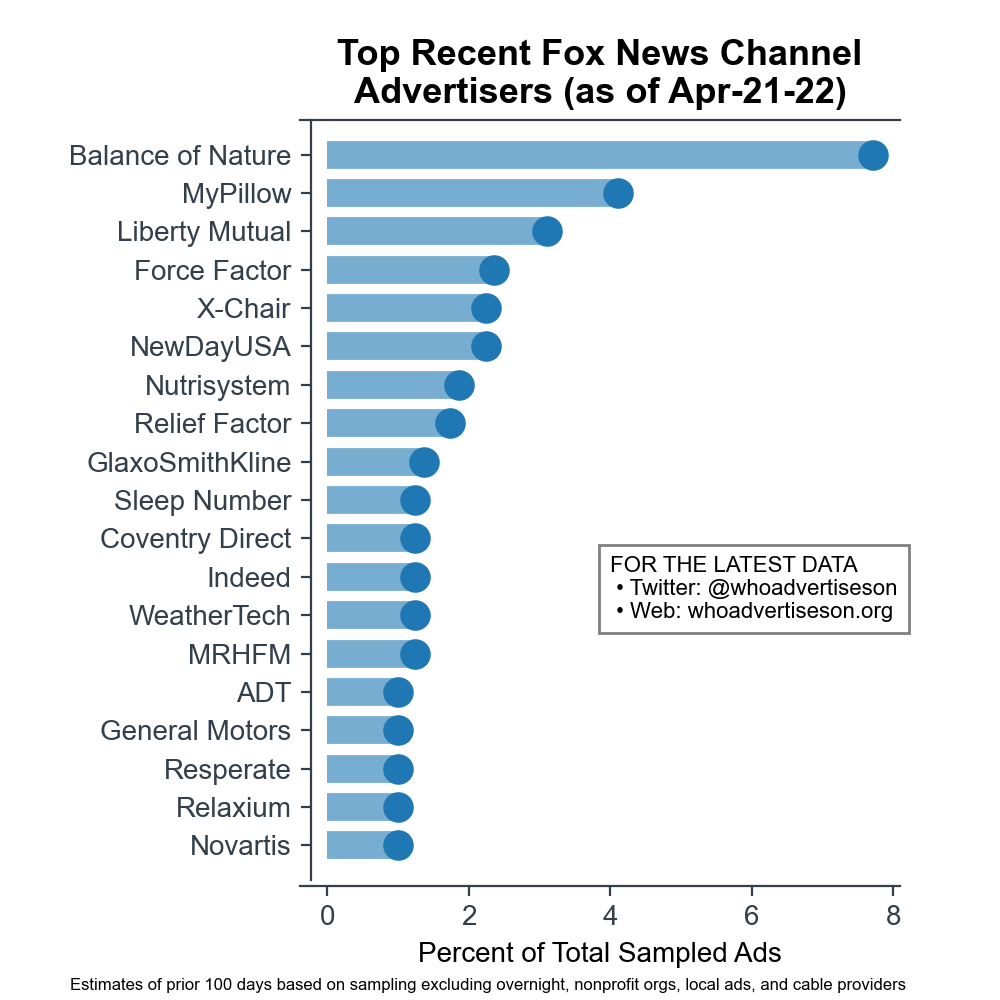 Top Recent Fox News Channel
Advertisers (as of Apr-21-22)
Balance of Nature
MyPillow
Liberty Mutual
Force Factor
X-Chair
NewDayUSA
Nutrisystem
Relief Factor
GlaxoSmithKline
Sleep Number
Coventry Direct
Indeed
WeatherTech
MRHFM
ADT
General Motors
Resperate
Relaxium
Novartis
FOR THE LATEST DATA
• Twitter: @whoadvertiseson
• Web: whoadvertiseson.org
0 2 4 6 8
Percent of Total Sampled Ads
Estimates of prior 100 days based on sampling excluding overnight, nonprofit orgs, local ads, and cable providers